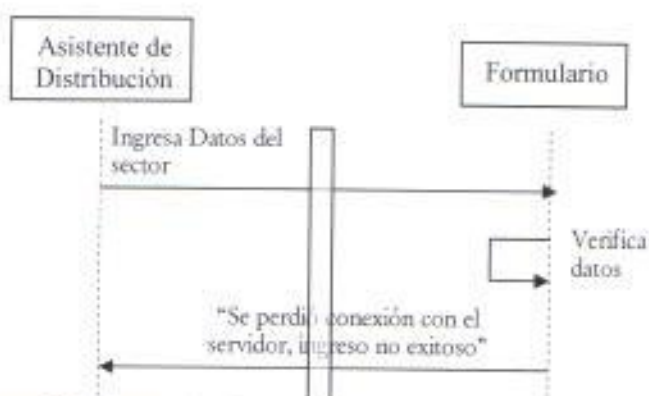 Asistente de
Distribución
Formulario
Ingresa Datos del
sector
Verifica
datos
"Se perdió conexión con el
servidor, ingreso no exitoso"